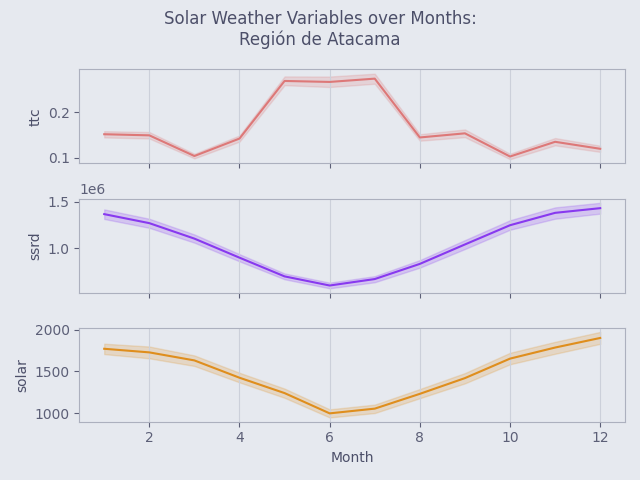 Solar Weather Variables over Months:
Región de Atacama
ttc
0.2
0.1
1e6
ssrd
1.5
1.0
solar
2000
1500
1000
2 4 6 8 10 12
Month